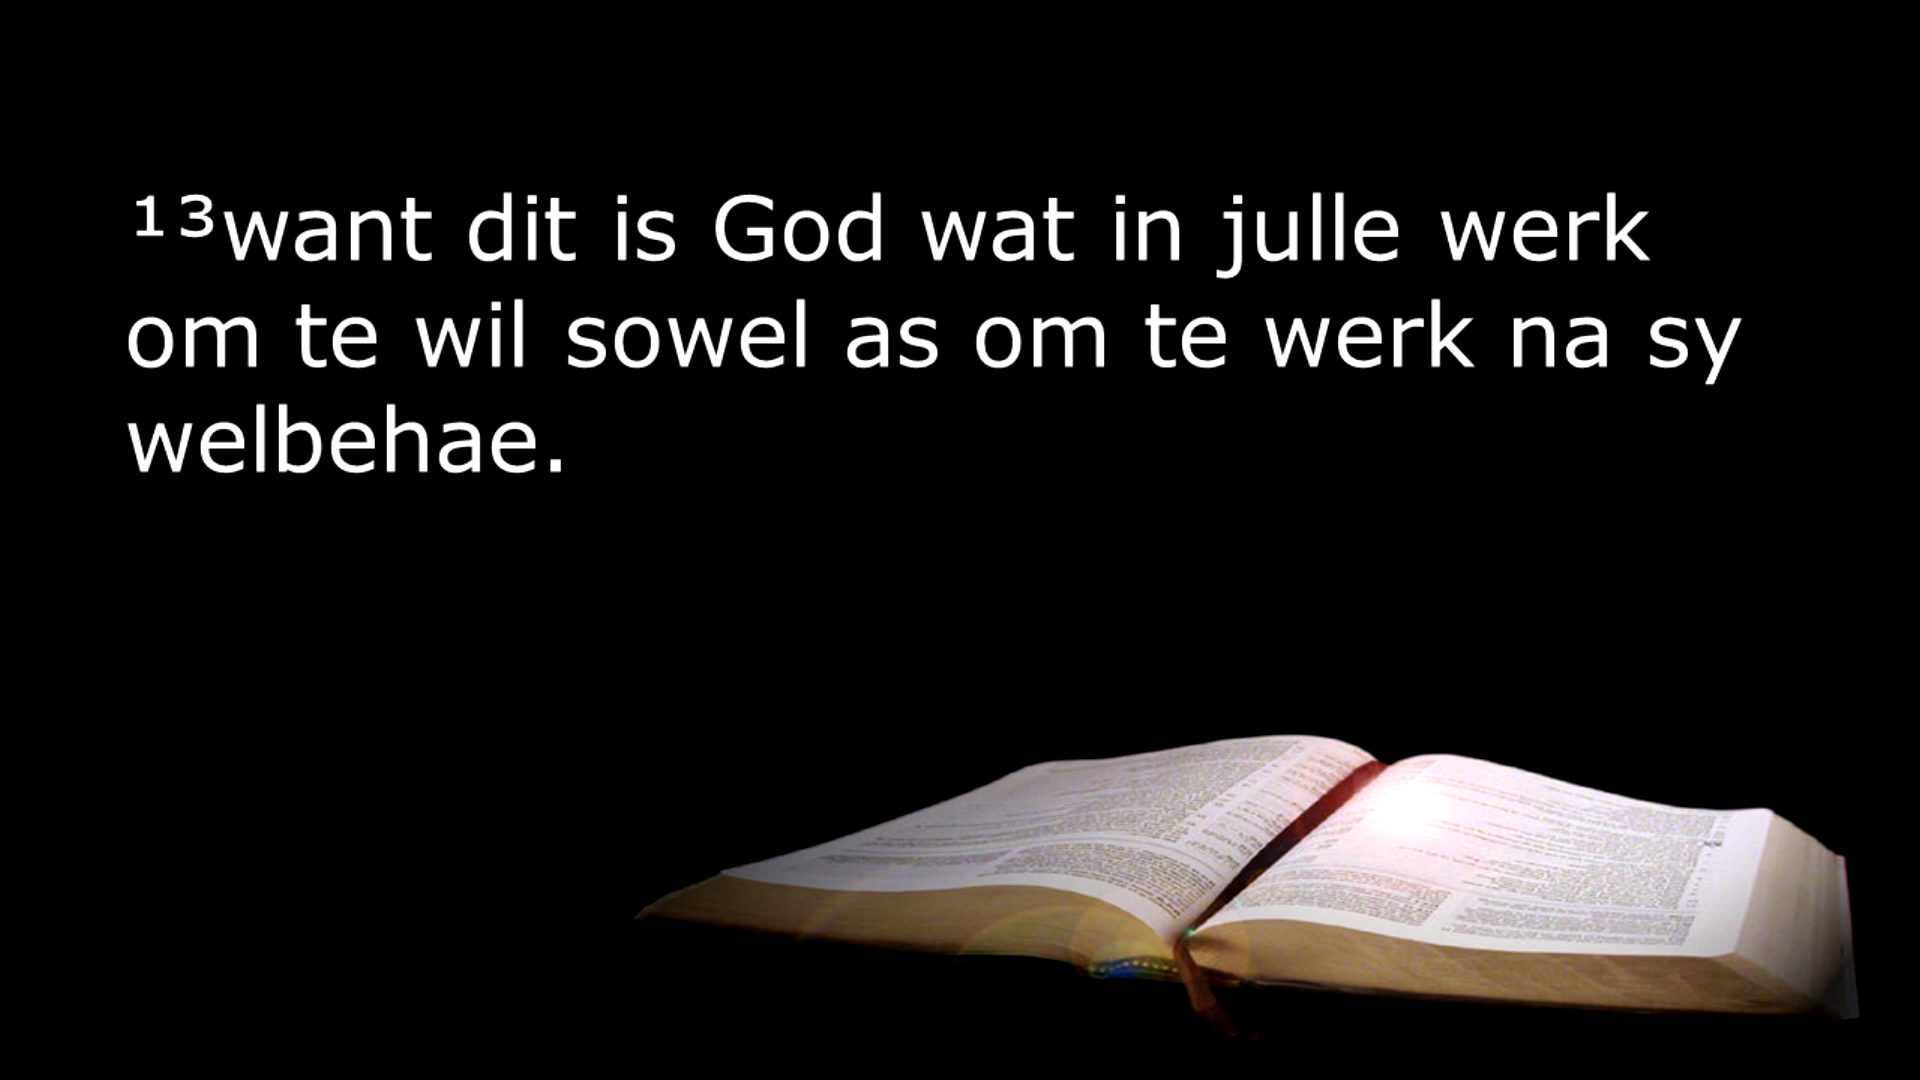 ¹³want dit is God wat in julle werk
om te wil sowel as om te werk na sy
welbehae.